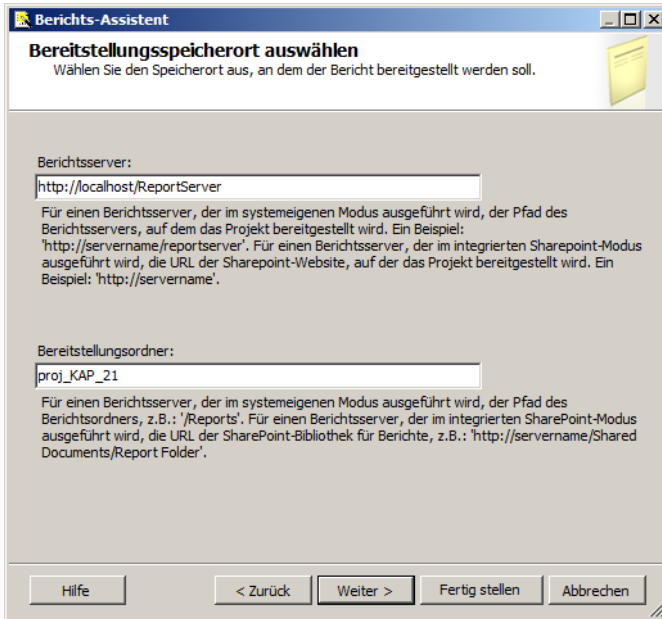 Berichts-Assistent
Bereitstellungsspeicherort auswählen
Wählen Sie den Speicherort aus, an dem der Bericht bereitgestellt werden soll.
Berichtsserver:
http://localhost/ReportServer
Für einen Berichtsserver, der im systemeigenen Modus ausgeführt wird, der Pfad des
Berichtsservers, auf dem das Projekt bereitgestellt wird. Ein Beispiel:
'http://servername/reportserver'. Für einen Berichtsserver, der im integrierten Sharepoint-Modus
ausgeführt wird, die URL der Sharepoint-Website, auf der das Projekt bereitgestellt wird. Ein
Beispiel: 'http://servername'.
Bereitstellungsordner:
proj_KAP_21
Für einen Berichtsserver, der im systemeigenen Modus ausgeführt wird, der Pfad des
Berichtsordners, z.B.: '/Reports'. Für einen Berichtsserver, der im integrierten SharePoint-Modus
ausgeführt wird, die URL der SharePoint-Bibliothek für Berichte, z.B.: 'http://servername/Shared
Documents/Report Folder'.
Hilfe < Zurück Weiter > Fertig stellen Abbrechen